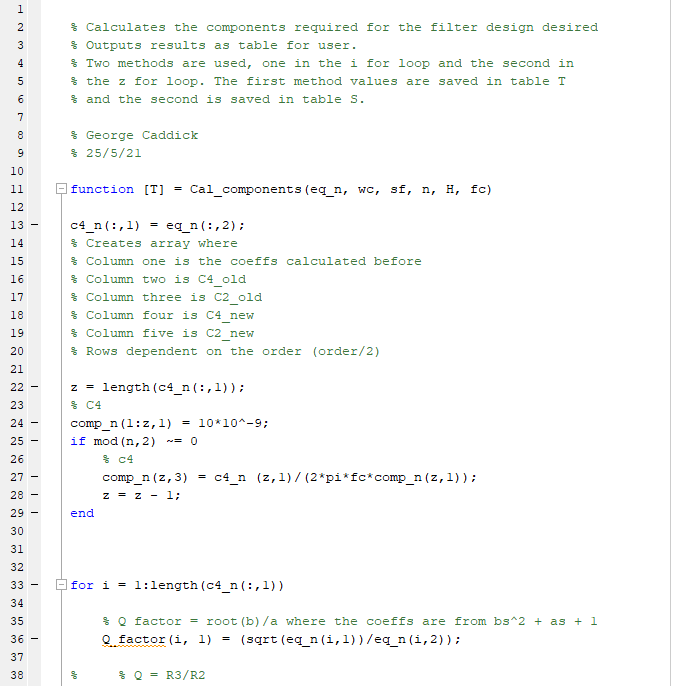 1
2 % Calculates the components required for the filter design desired
3 % Outputs results as table for user.
4 % Two methods are used, one in the i for loop and the second in
5 % the z for loop. The first method values are saved in table T
6 % and the second is saved in table S.
7
8 % George Caddick
9 % 25/5/21
10
11 function [T] = Cal_components(eq_n, wc, sf, n, H, fc)
12
13 – c4_n(:,1) = eq_n(:,2);
14 % Creates array where
15 % Column one is the coeffs calculated before
16 % Column two is C4_old
17 % Column three is C2_old
18 % Column four is C4_new
19 % Column five is C2_new
20 % Rows dependent on the order (order/2)
21
22 – z = length(c4_n(:,1));
23 % C4
24 – comp_n(1:z,1) = 10*10^-9;
25 – if mod(n,2) ~= 0
26 % c4
27 – comp_n(z,3) = c4_n (z,1)/(2*pi*fc*comp_n(z,1));
28 – z = z - 1;
29 – end
30
31
32
33 – for i = 1:length(c4_n(:,1))
34
35 % Q factor = root(b)/a where the coeffs are from bs^2 + as + 1
36 – Q_factor(i, 1) = (sqrt(eq_n(i,1))/eq_n(i,2));
37
38 % % Q = R3/R2